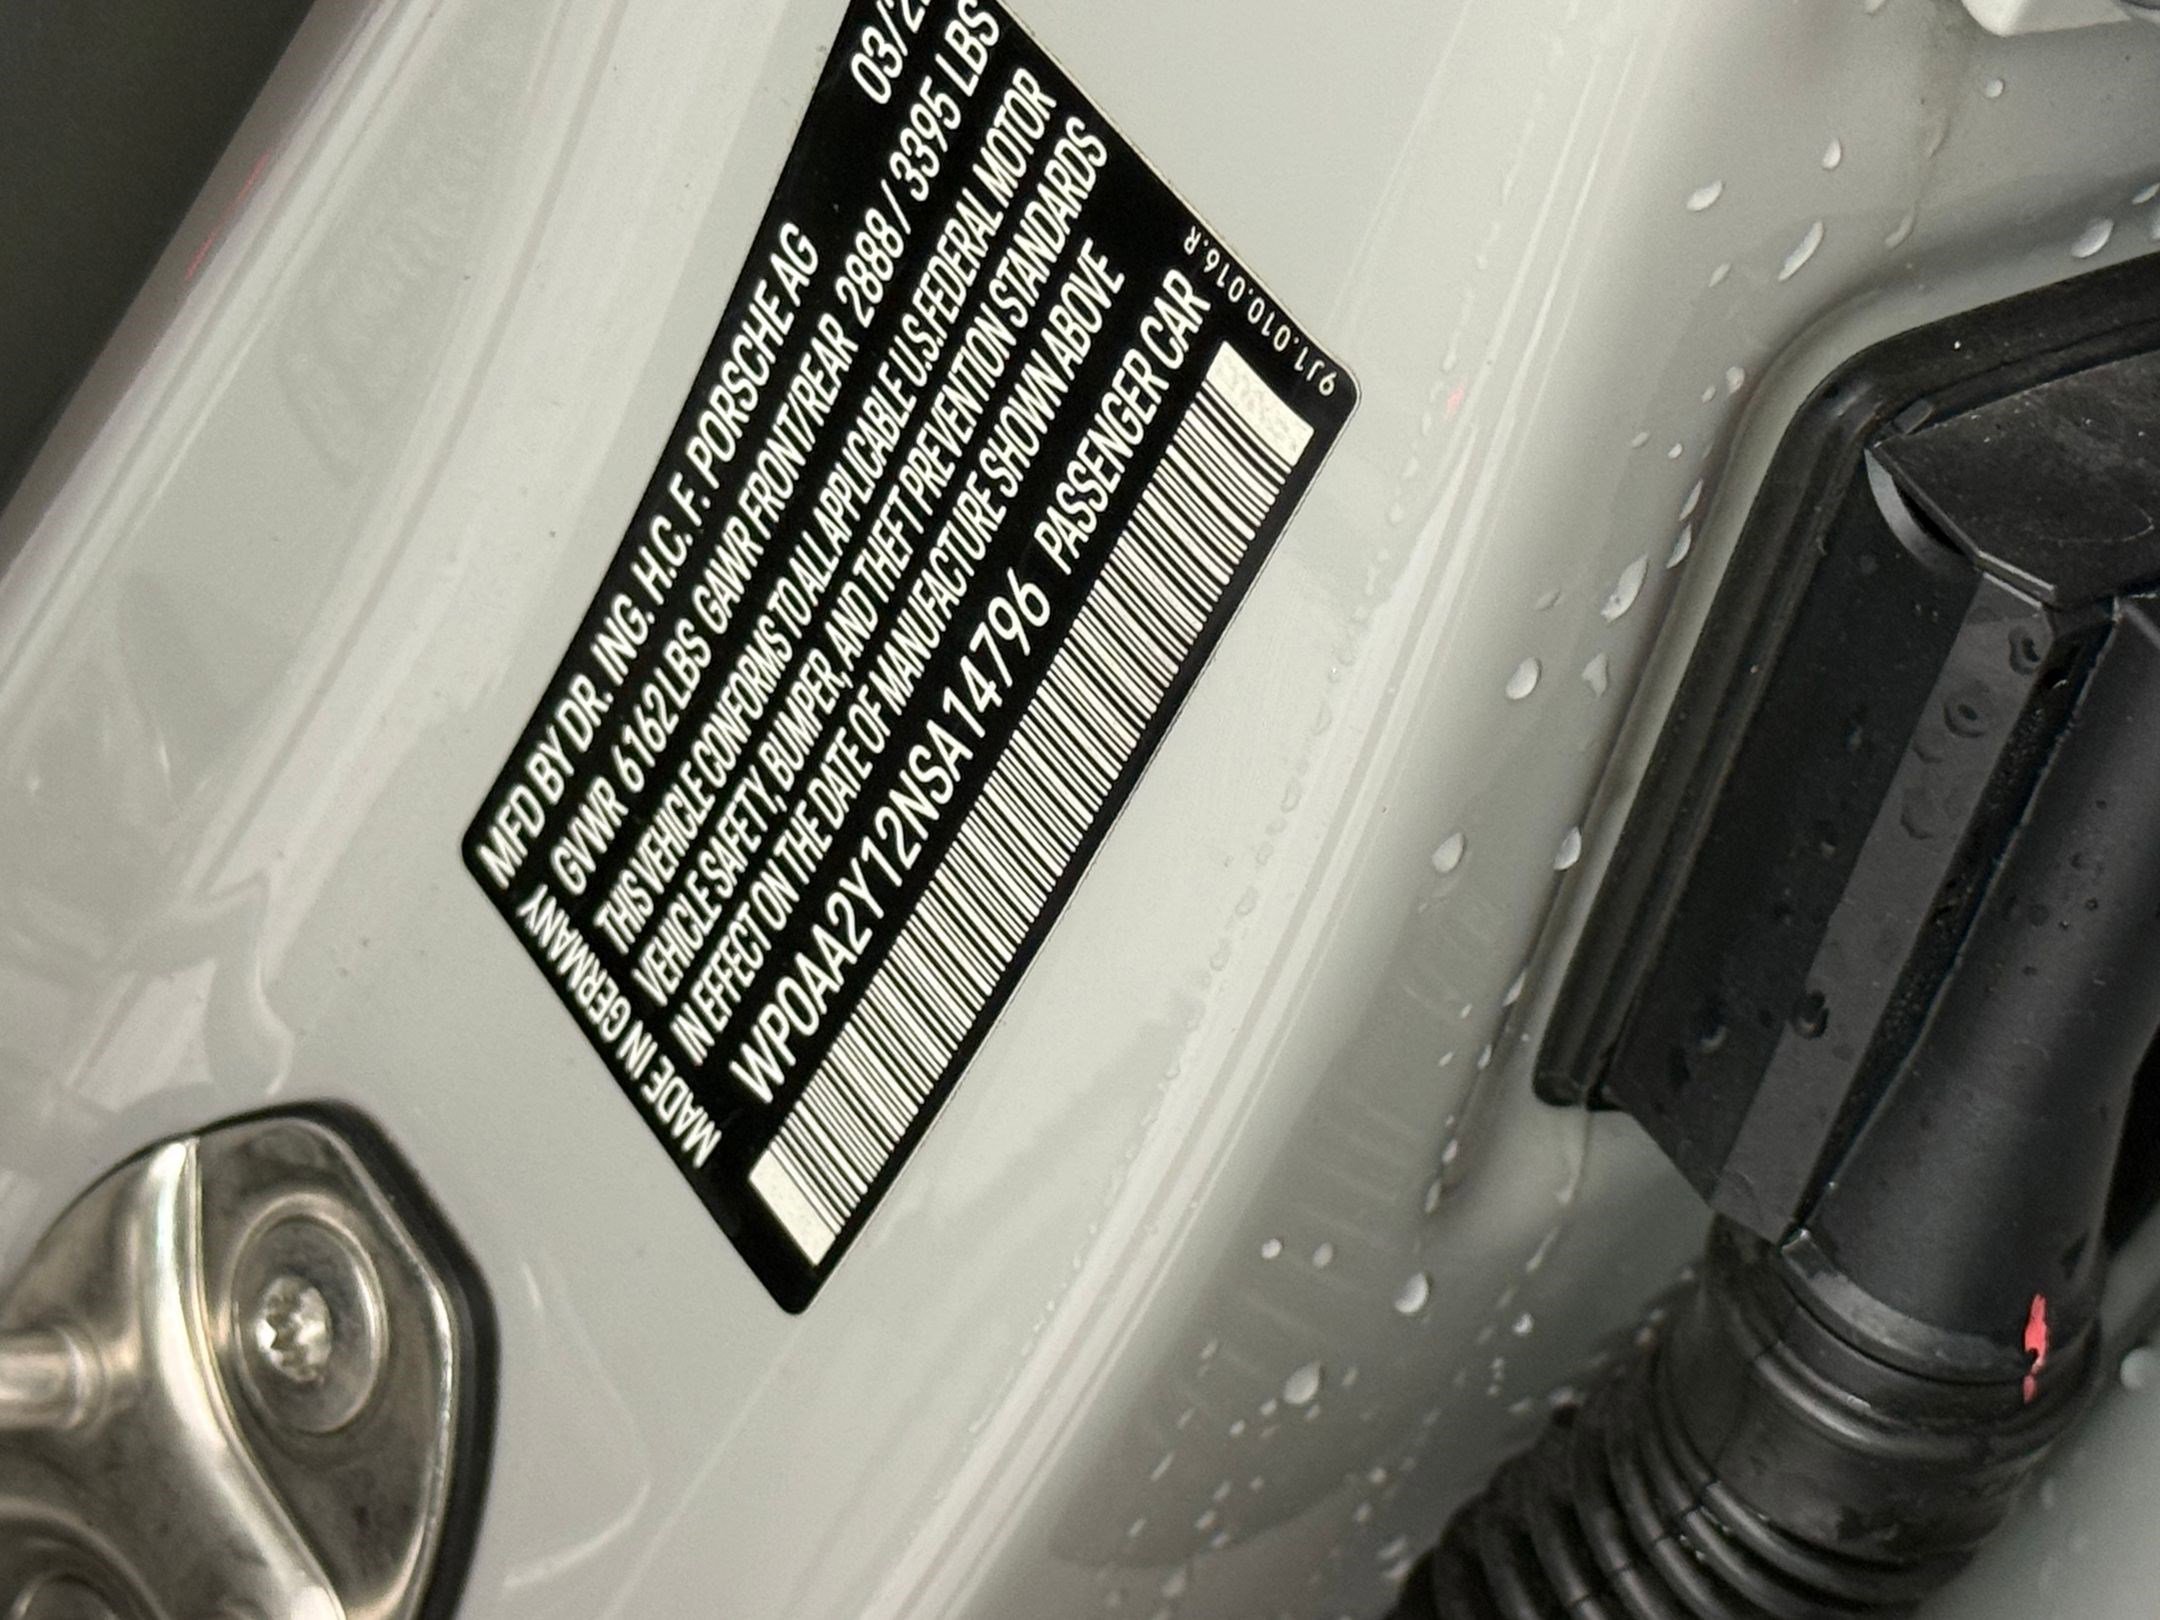 MFD BY DR. ING. H.C. F. PORSCHE AG 03/2
GVWR 6162 LBS GAWR FRONT/REAR 2888 / 3395 LBS
THIS VEHICLE CONFORMS TO ALL APPLICABLE U.S. FEDERAL MOTOR
VEHICLE SAFETY, BUMPER, AND THEFT PREVENTION STANDARDS
IN EFFECT ON THE DATE OF MANUFACTURE SHOWN ABOVE
WP0AA2Y12NSA14796 PASSENGER CAR
MADE IN GERMANY
9J1.010.016.R